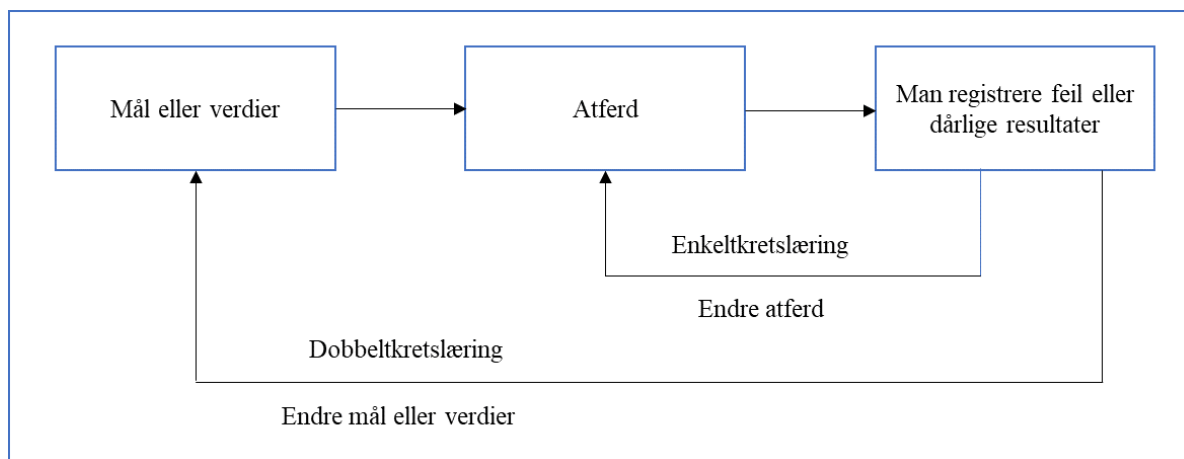 Mål eller verdier
Atferd
Man registrere feil eller
dårlige resultater
Enkeltkretslæring
Endre atferd
Dobbeltkretslæring
Endre mål eller verdier